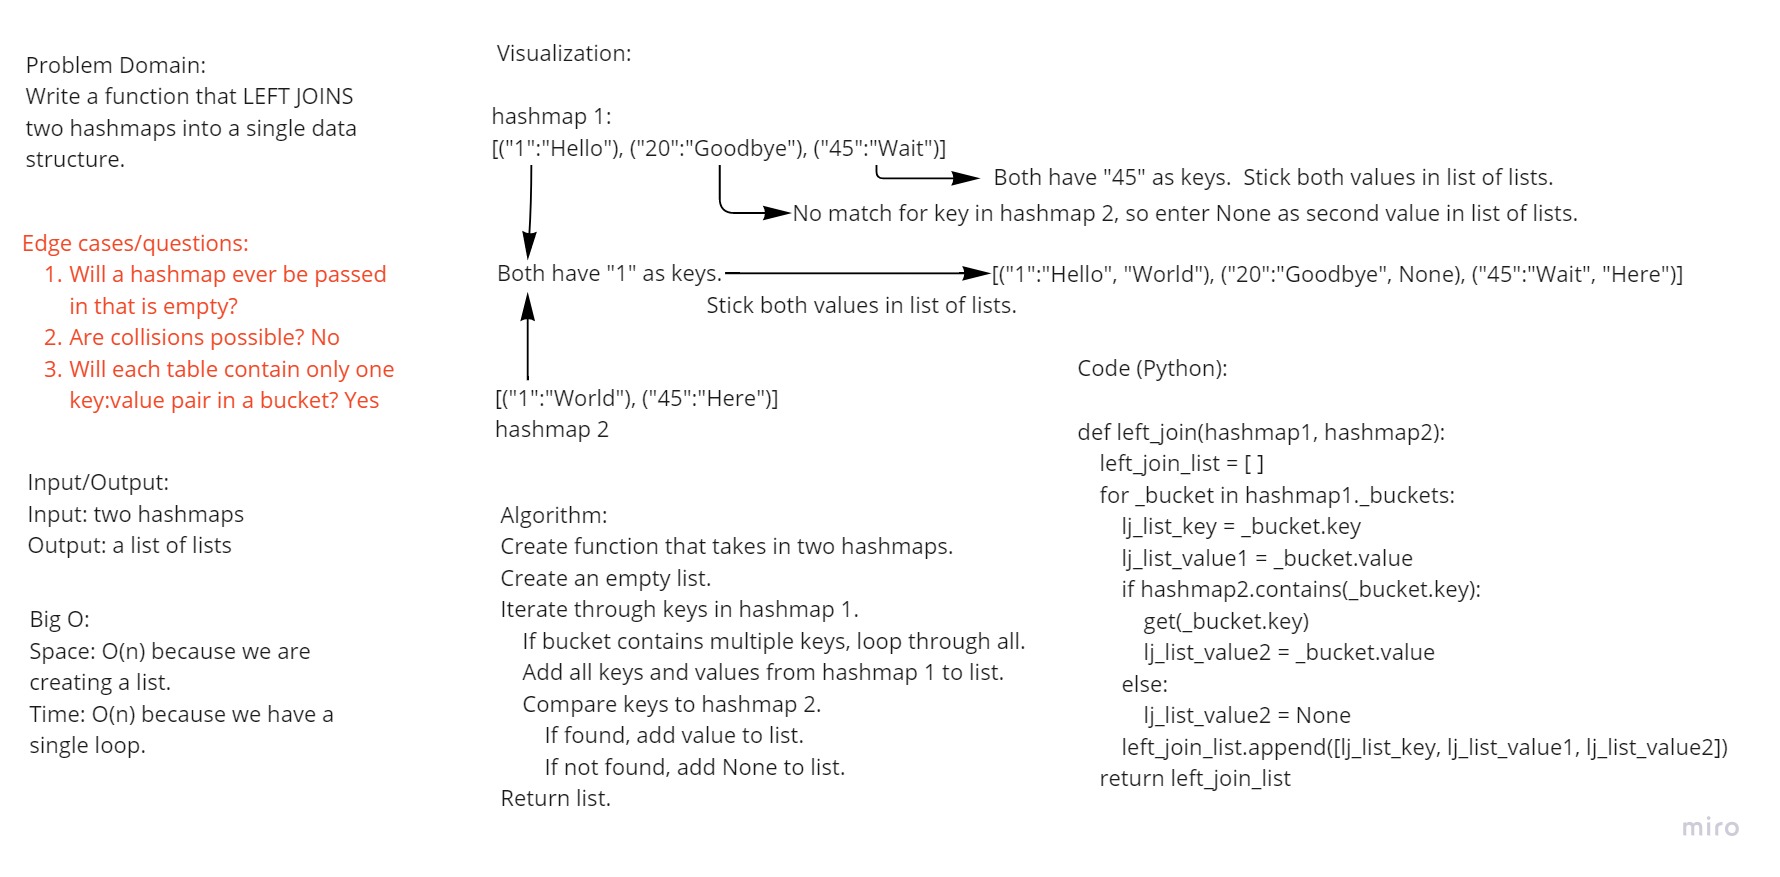 Problem Domain:
Write a function that LEFT JOINS
two hashmaps into a single data
structure.
Edge cases/questions:
1. Will a hashmap ever be passed
in that is empty?
2. Are collisions possible? No
3. Will each table contain only one
key:value pair in a bucket? Yes
Input/Output:
Input: two hashmaps
Output: a list of lists
Big O:
Space: O(n) because we are
creating a list.
Time: O(n) because we have a
single loop.
Visualization:
hashmap 1:
[("1":"Hello"), ("20":"Goodbye"), ("45":"Wait")]
Both have "45" as keys.  Stick both values in list of lists.
No match for key in hashmap 2, so enter None as second value in list of lists.
Both have "1" as keys.
[("1":"Hello", "World"), ("20":"Goodbye", None), ("45":"Wait", "Here")]
Stick both values in list of lists.
[("1":"World"), ("45":"Here")]
hashmap 2
Algorithm:
Create function that takes in two hashmaps.
Create an empty list.
Iterate through keys in hashmap 1.
If bucket contains multiple keys, loop through all.
Add all keys and values from hashmap 1 to list.
Compare keys to hashmap 2.
If found, add value to list.
If not found, add None to list.
Return list.
Code (Python):
def left_join(hashmap1, hashmap2):
left_join_list = [ ]
for _bucket in hashmap1._buckets:
lj_list_key = _bucket.key
lj_list_value1 = _bucket.value
if hashmap2.contains(_bucket.key):
get(_bucket.key)
lj_list_value2 = _bucket.value
else:
lj_list_value2 = None
left_join_list.append([lj_list_key, lj_list_value1, lj_list_value2])
return left_join_list
miro